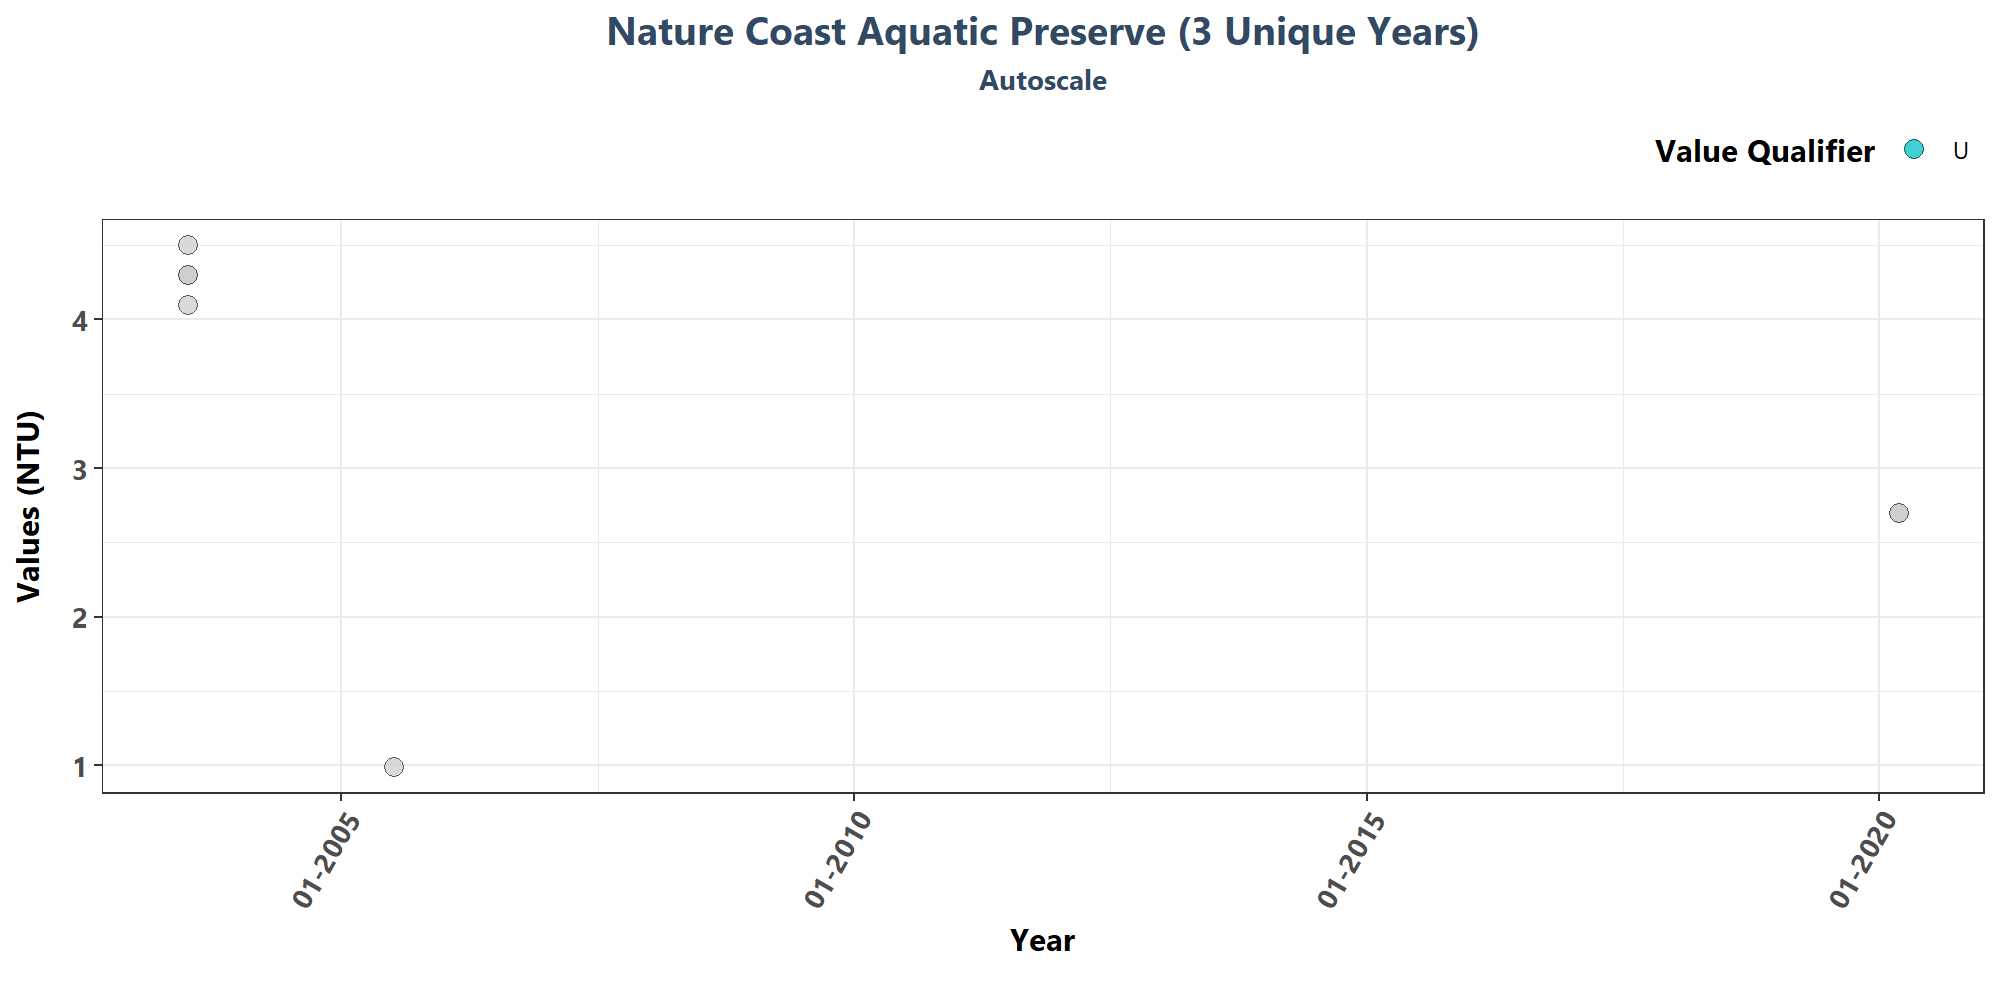 Nature Coast Aquatic Preserve (3 Unique Years)
Autoscale
Value Qualifier U
Values (NTU)
4
3
2
1
01-2005
01-2010
01-2015
01-2020
Year